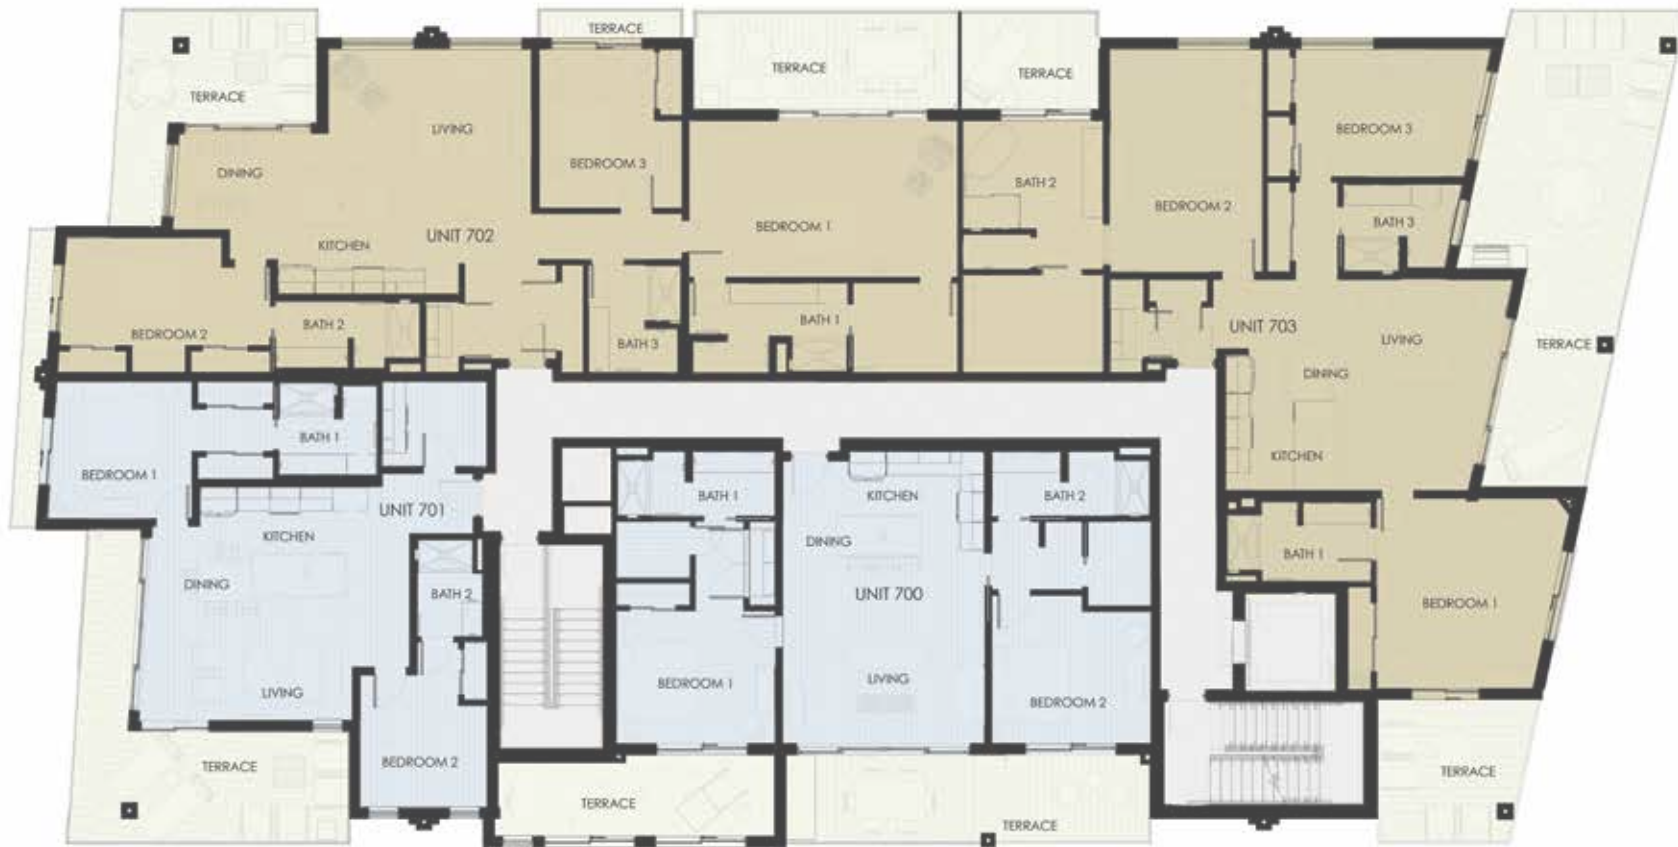 TERRACE
TERRACE
TERRACE
TERRACE
TERRACE
LIVING
BEDROOM 3
DINING
KITCHEN
UNIT 702
BEDROOM 2
BATH 2
BATH 3
BEDROOM 1
BATH 1
BATH 2
BEDROOM 2
BEDROOM 3
BATH 3
UNIT 703
LIVING
DINING
KITCHEN
TERRACE
BATH 1
BEDROOM 1
TERRACE
BEDROOM 1
BATH 1
UNIT 701
KITCHEN
DINING
BATH 2
LIVING
BEDROOM 2
TERRACE
BATH 1
KITCHEN
BATH 2
DINING
UNIT 700
BEDROOM 1
LIVING
BEDROOM 2
TERRACE
TERRACE